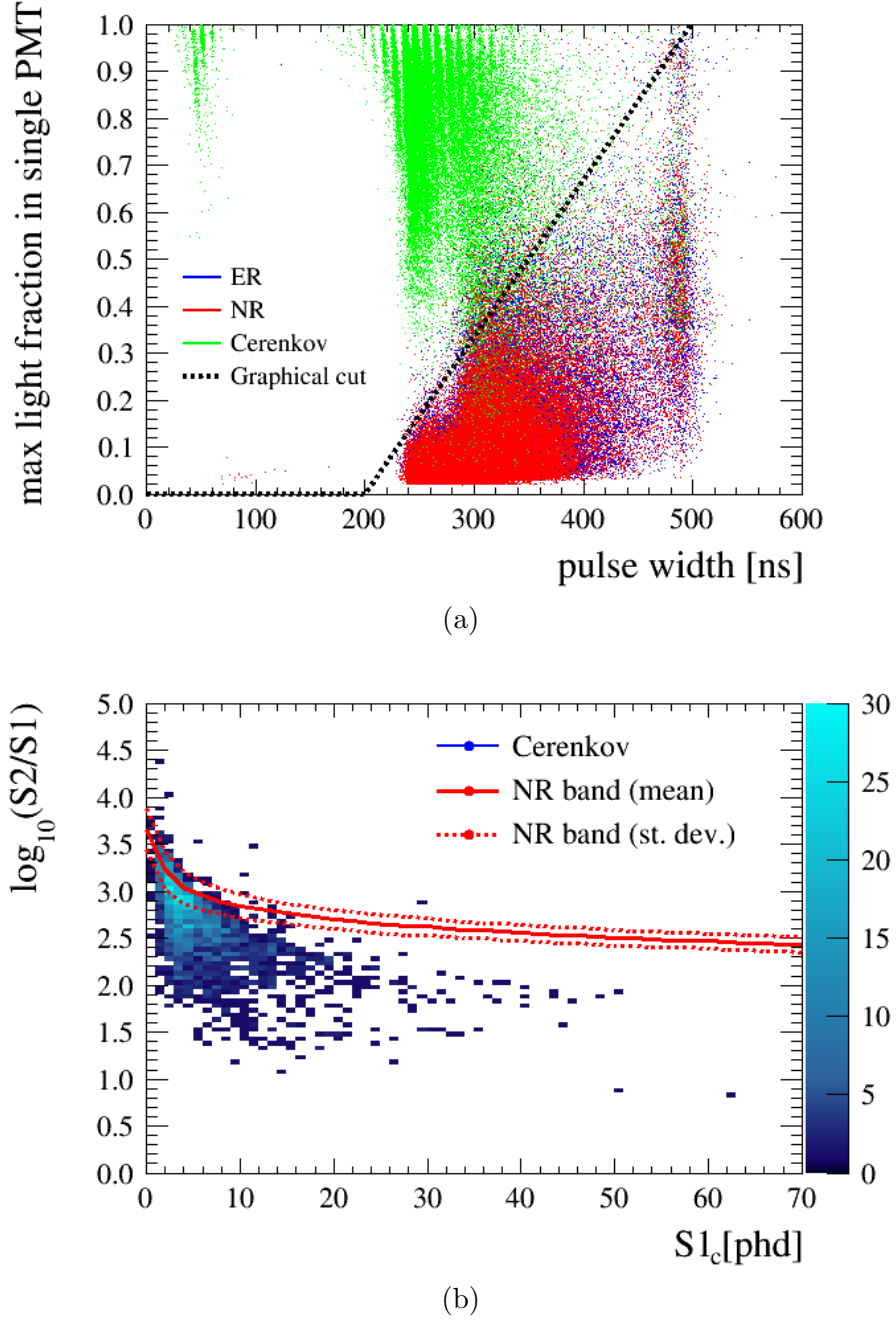 max light fraction in single PMT
1.0
0.9
0.8
0.7
0.6
0.5
0.4
0.3
0.2
0.1
0.0
ER
NR
Cerenkov
Graphical cut
0 100 200 300 400 500 600
pulse width [ns]
(a)
log10(S2/S1)
5.0
4.5
4.0
3.5
3.0
2.5
2.0
1.5
1.0
0.5
0.0
Cerenkov
NR band (mean)
NR band (st. dev.)
30
25
20
15
10
5
0
0 10 20 30 40 50 60 70
S1c[phd]
(b)